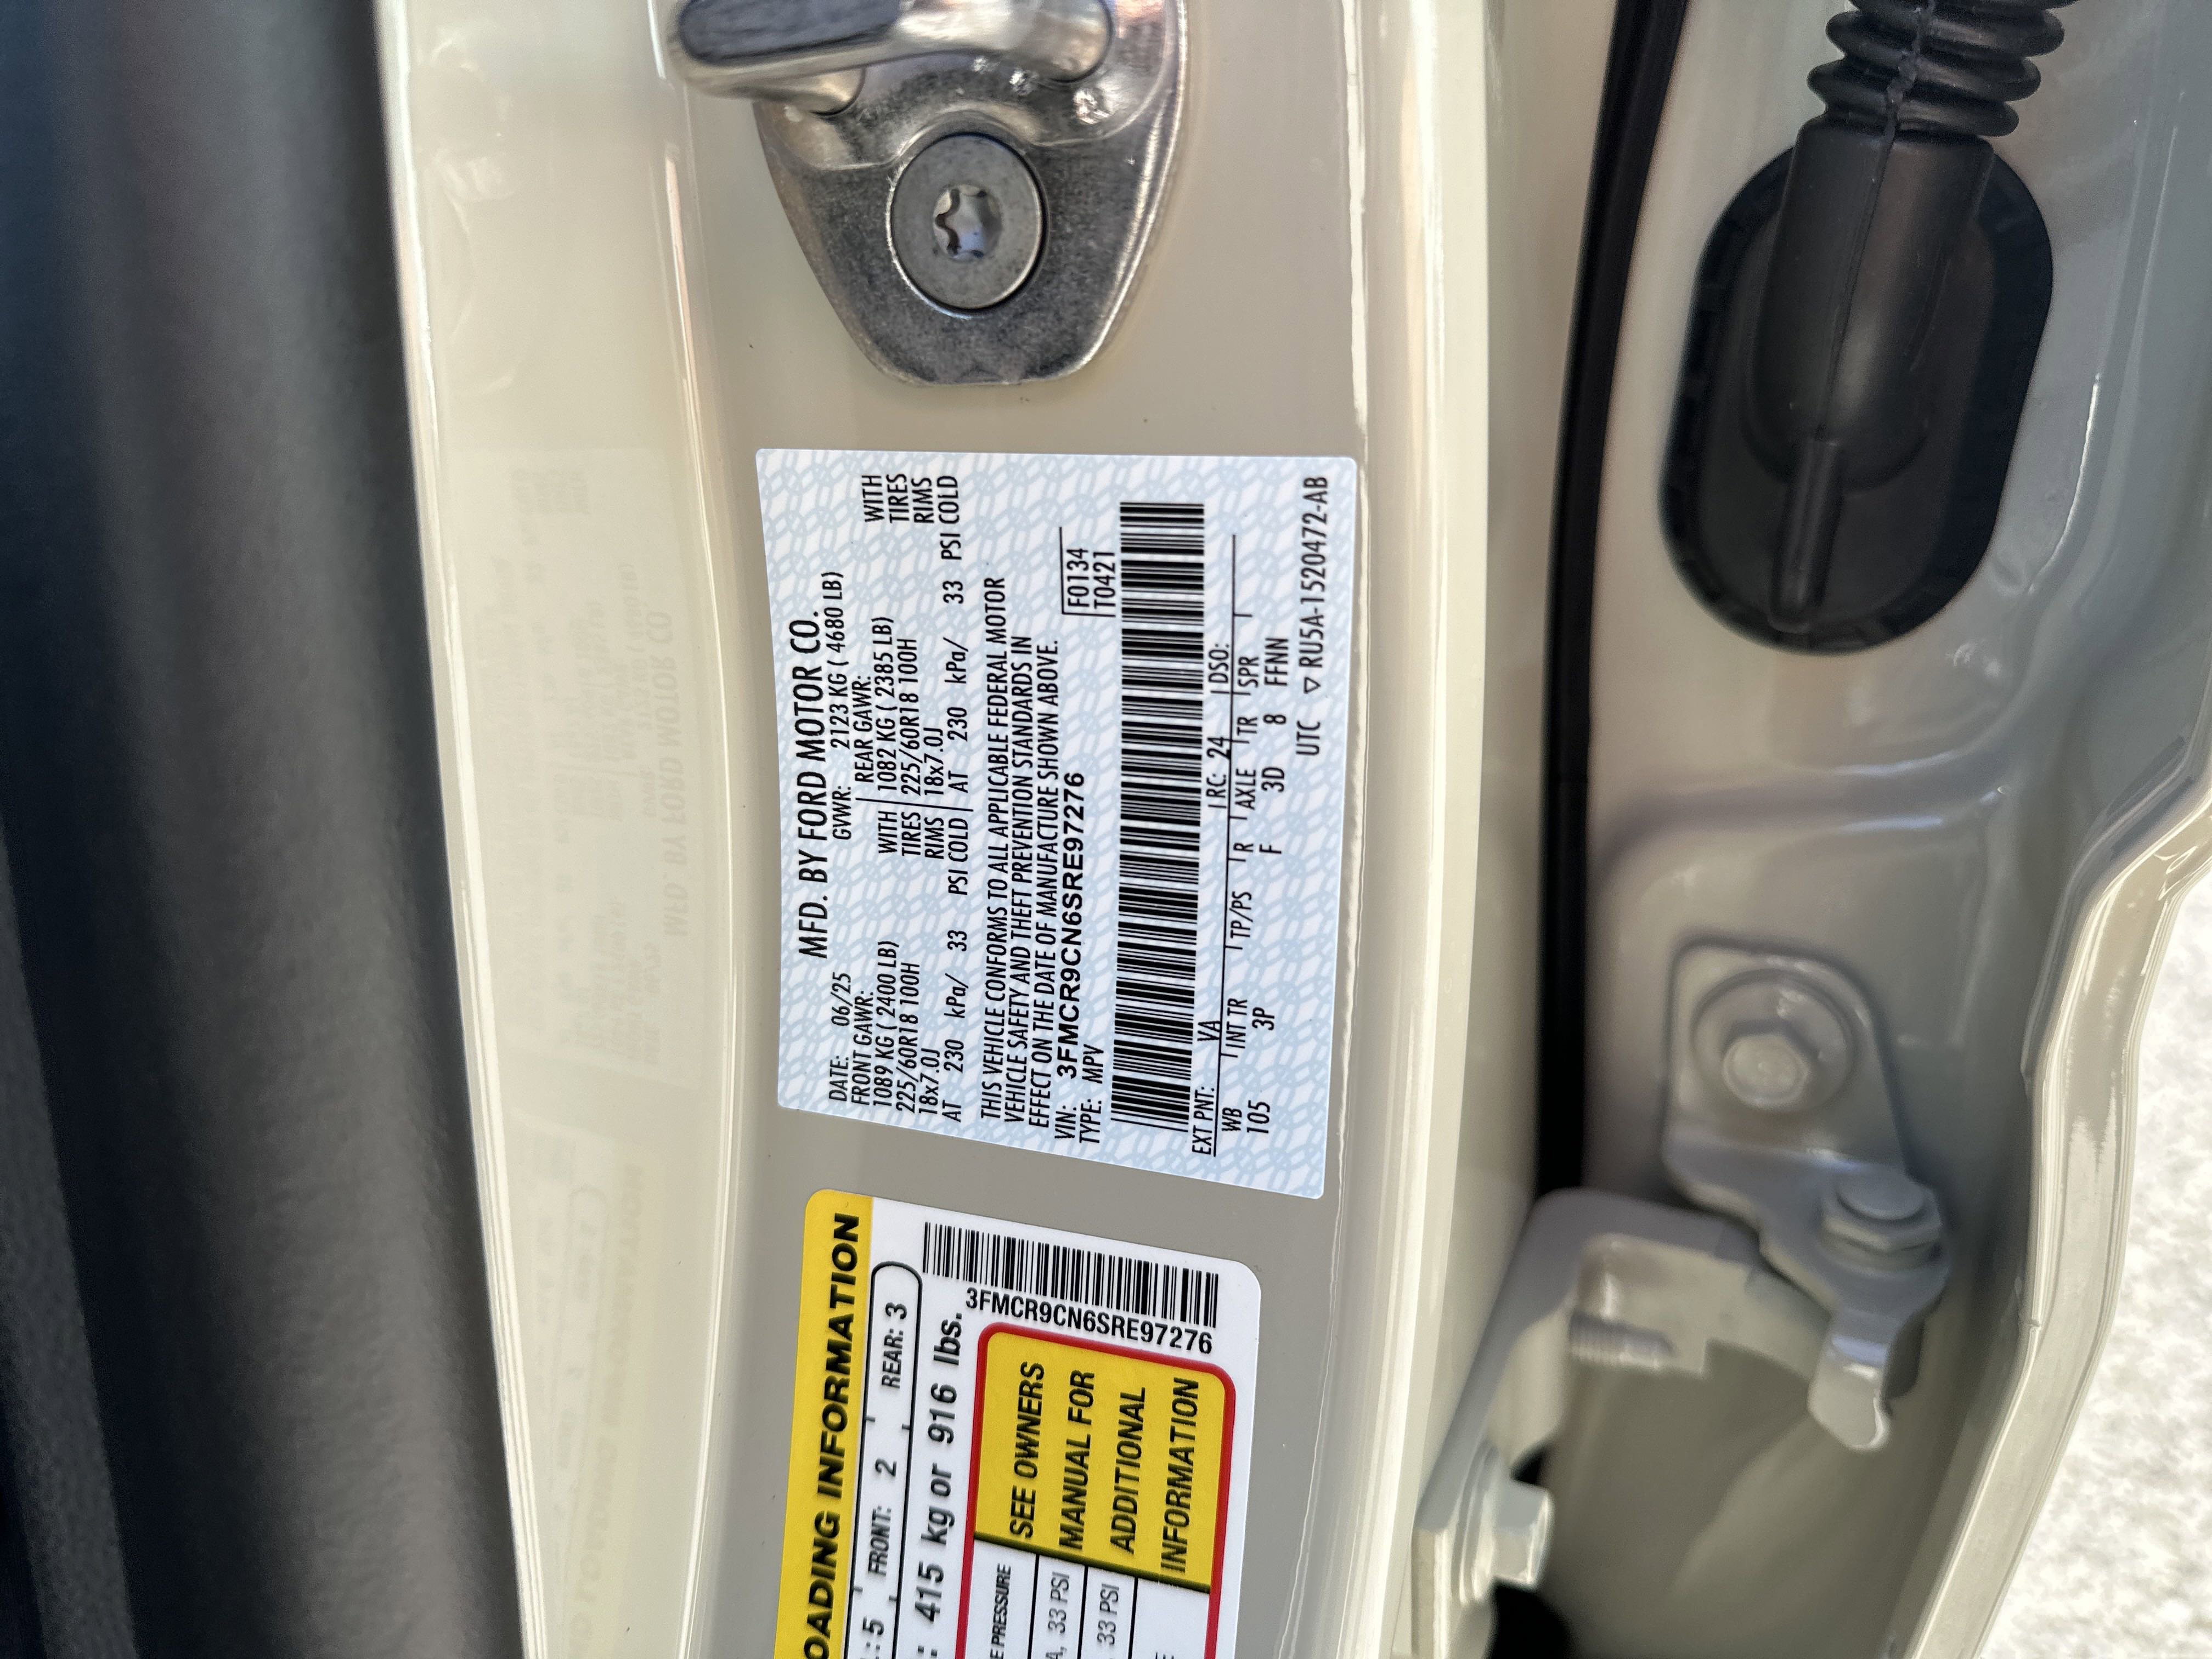 MFD. BY FORD MOTOR CO.
DATE: 06/25 GVWR: 2123 KG ( 4680 LB)
FRONT GAWR: REAR GAWR:
1089 KG ( 2400 LB) WITH 1082 KG ( 2385 LB) WITH
225/60R18 100H TIRES 225/60R18 100H TIRES
18x7.0J RIMS 18x7.0J RIMS
AT 230 kPa/ 33 PSI COLD AT 230 kPa/ 33 PSI COLD
THIS VEHICLE CONFORMS TO ALL APPLICABLE FEDERAL MOTOR
VEHICLE SAFETY AND THEFT PREVENTION STANDARDS IN
EFFECT ON THE DATE OF MANUFACTURE SHOWN ABOVE.
VIN: 3FMCR9CN6SRE97276 F0134
TYPE: MPV T0421
EXT PNT: VA RC: 24 DSO:
WB INT TR TP/PS R AXLE TR SPR
105 3P F 3D 8 FFNN
UTC ▽ RU5A-1520472-AB
OADING INFORMATION
: 5 FRONT: 2 REAR: 3
: 415 kg or 916 lbs.
3FMCR9CN6SRE97276
PRESSURE
33 PSI
33 PSI
SEE OWNERS
MANUAL FOR
ADDITIONAL
INFORMATION